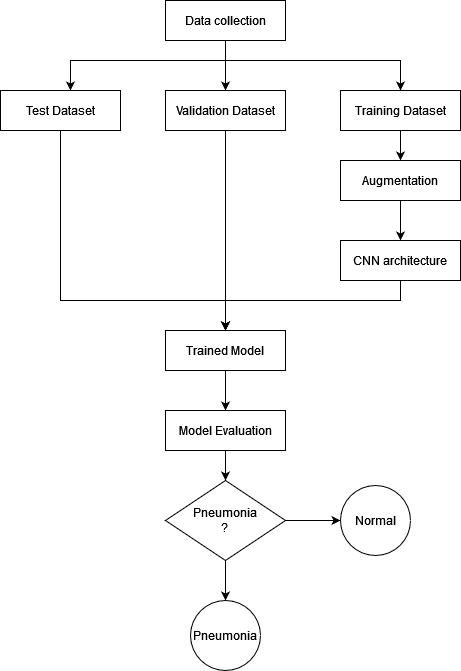 Data collection
Test Dataset
Validation Dataset
Training Dataset
Augmentation
CNN architecture
Trained Model
Model Evaluation
Pneumonia
?
Normal
Pneumonia